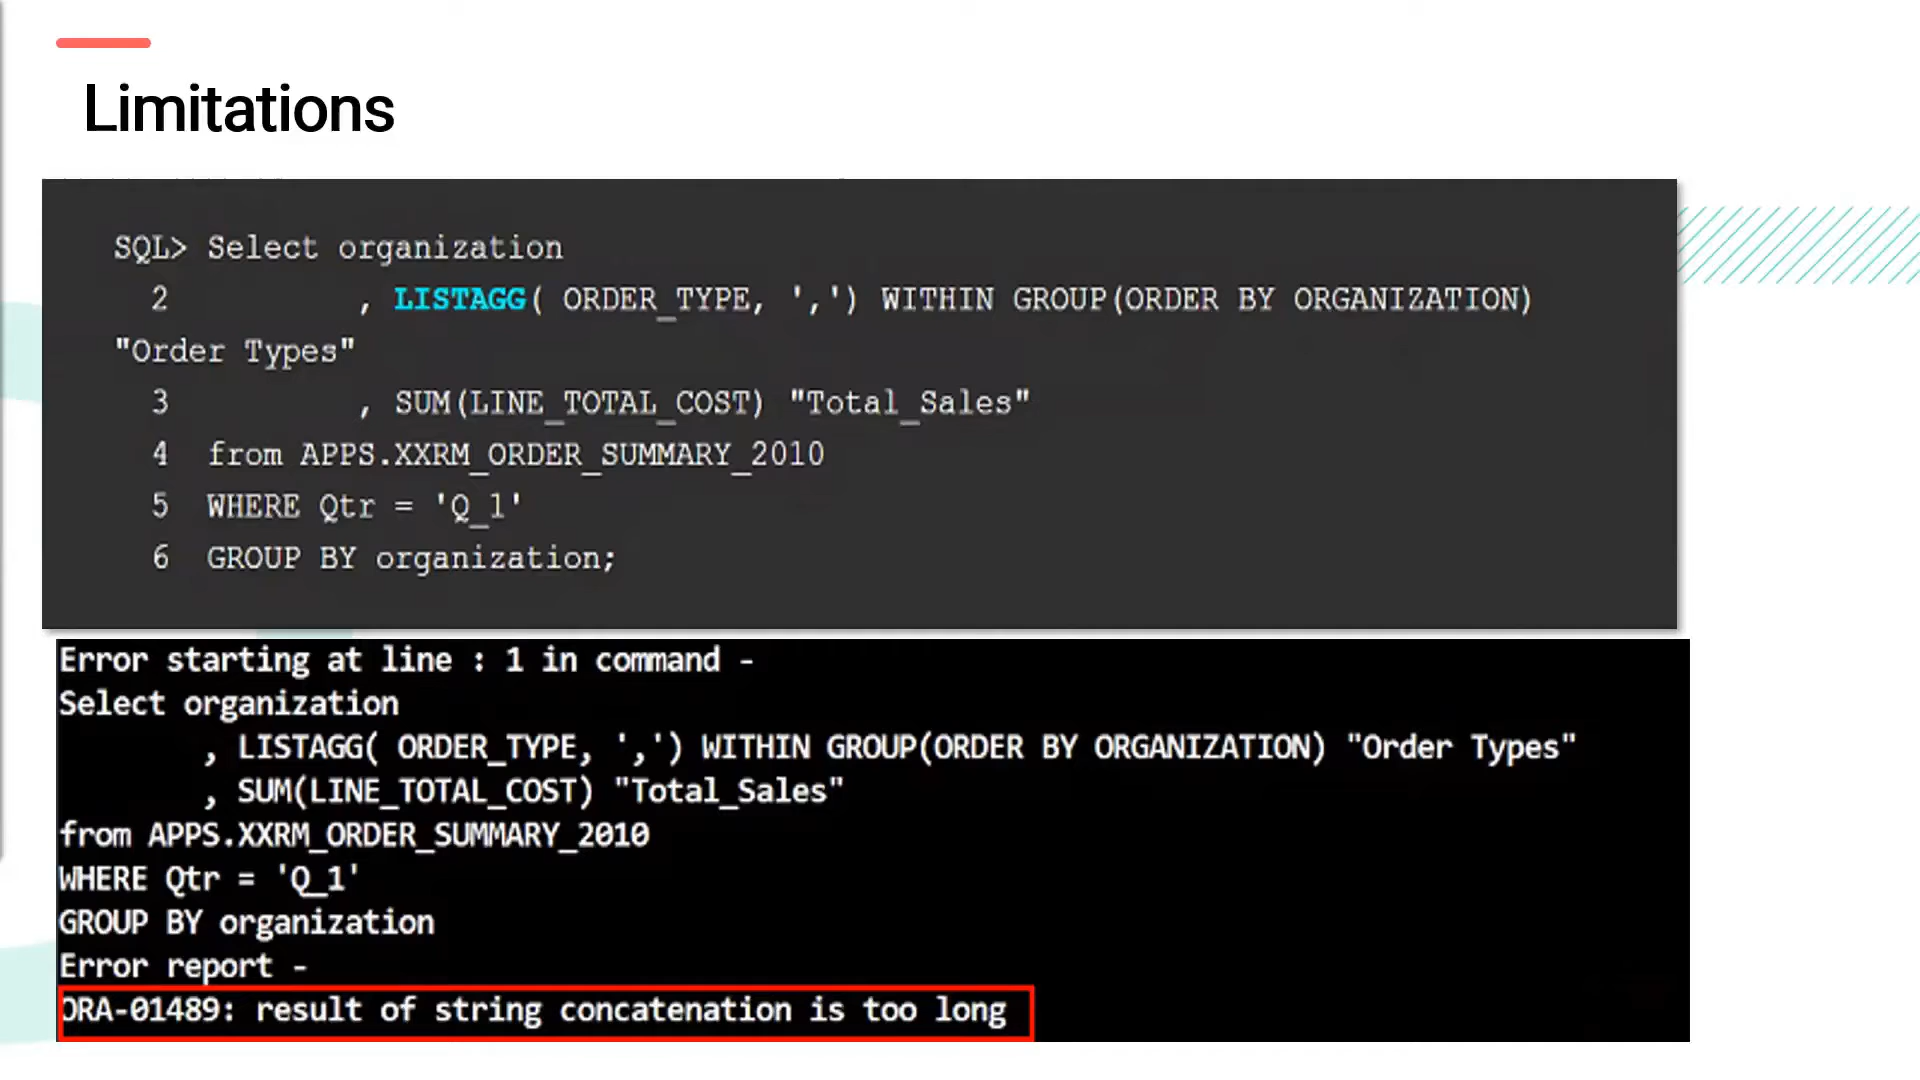 Limitations
SQL> Select organization
2 , LISTAGG( ORDER_TYPE, ',') WITHIN GROUP(ORDER BY ORGANIZATION)
"Order Types"
3 , SUM(LINE_TOTAL_COST) "Total_Sales"
4 from APPS.XXRM_ORDER_SUMMARY_2010
5 WHERE Qtr = 'Q_1'
6 GROUP BY organization;
Error starting at line : 1 in command -
Select organization
, LISTAGG( ORDER_TYPE, ',') WITHIN GROUP(ORDER BY ORGANIZATION) "Order Types"
, SUM(LINE_TOTAL_COST) "Total_Sales"
from APPS.XXRM_ORDER_SUMMARY_2010
WHERE Qtr = 'Q_1'
GROUP BY organization
Error report -
ORA-01489: result of string concatenation is too long